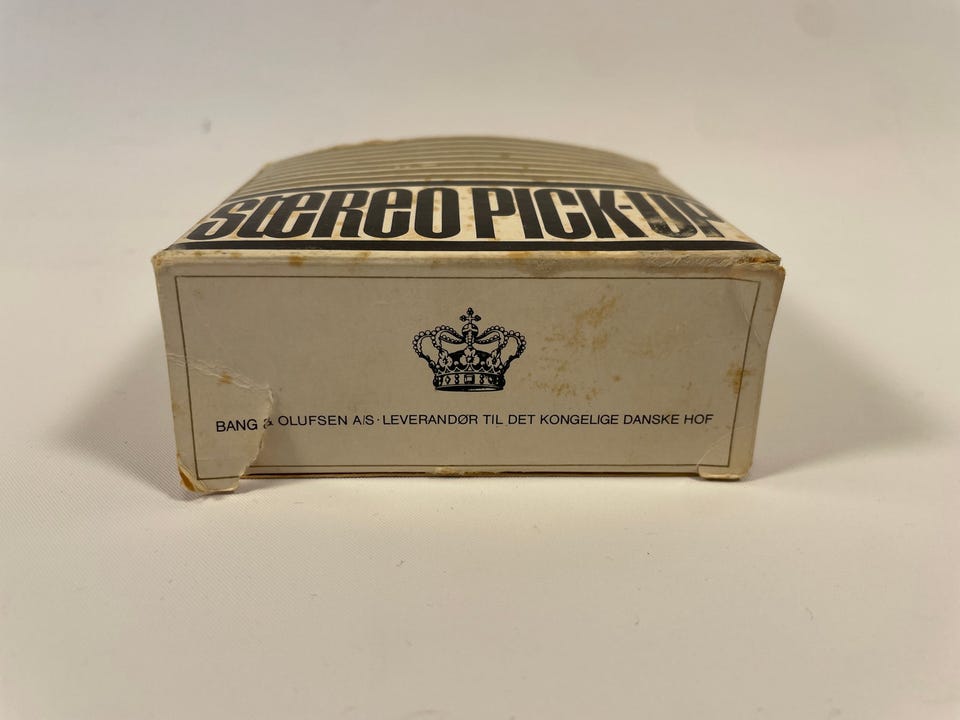 stereo PICK-UP
BANG & OLUFSEN A/S · LEVERANDØR TIL DET KONGELIGE DANSKE HOF